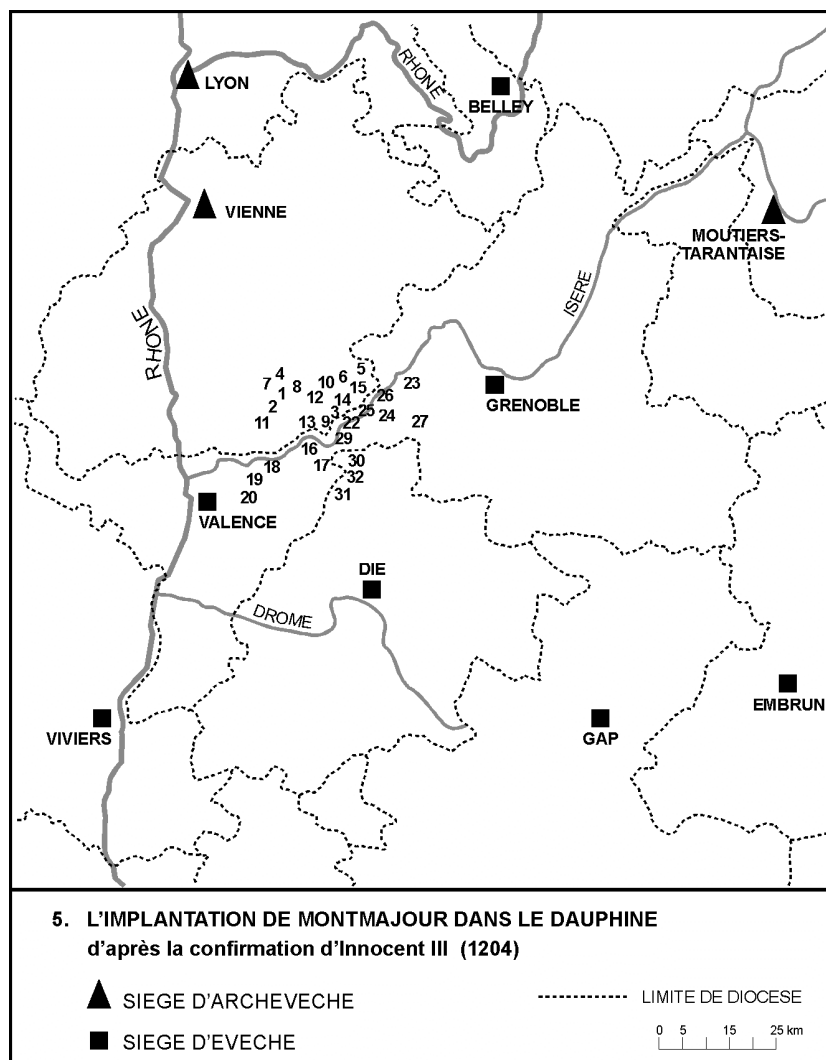 LYON
RHONE
BELLEY
VIENNE
MOUTIERS-
TARANTAISE
RHONE
ISERE
GRENOBLE
4
5
6
7
8
10
15
23
1
12
14
26
2
3
25
24
11
13
9
22
27
29
16
18
17
30
19
32
20
31
VALENCE
DIE
DROME
VIVIERS
GAP
EMBRUN
5. L'IMPLANTATION DE MONTMAJOUR DANS LE DAUPHINE
d'après la confirmation d'Innocent III (1204)
SIEGE D'ARCHEVECHE
LIMITE DE DIOCESE
SIEGE D'EVECHE
0 5 15 25 km